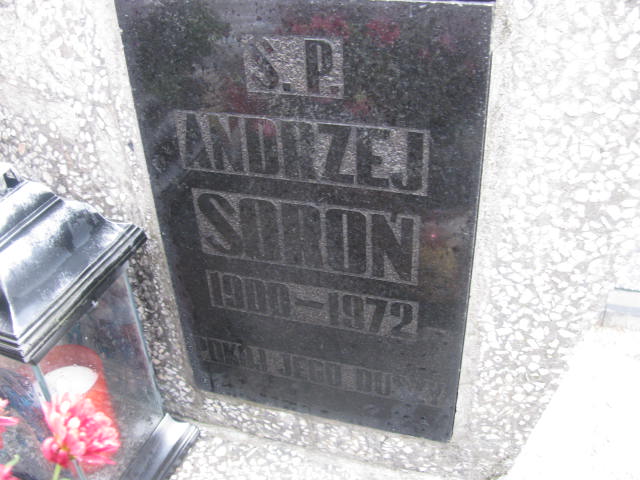 Ś. P.
ANDRZEJ
SOROŃ
1900-1972
POKÓJ JEGO DUSZY